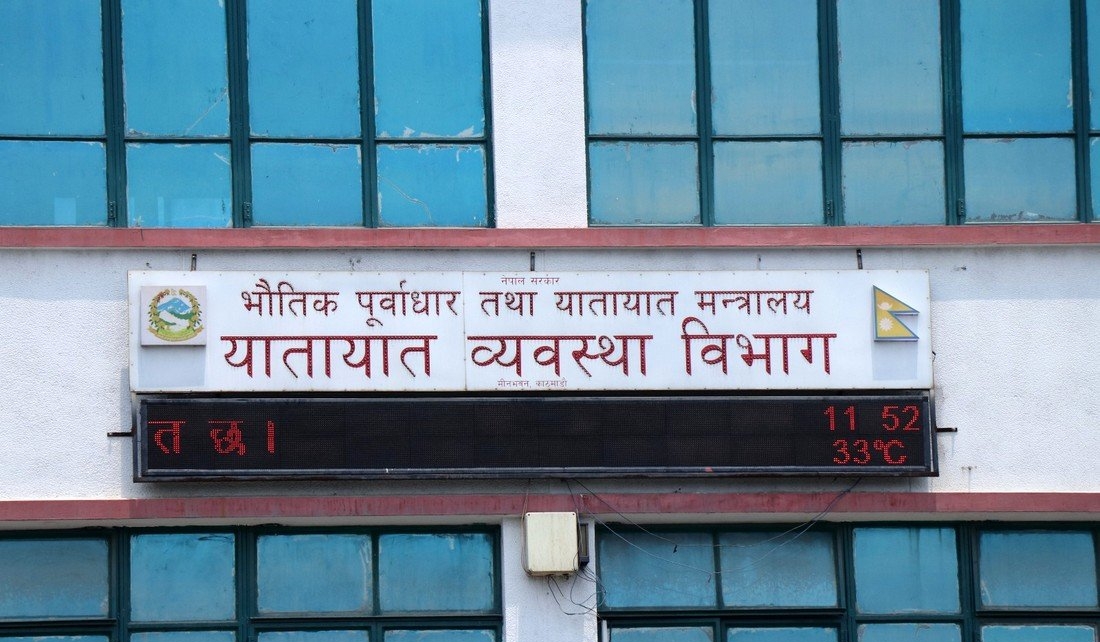 नेपाल सरकार
भौतिक पूर्वाधार तथा यातायात मन्त्रालय
यातायात व्यवस्था विभाग
मीनभवन, काठमाडौं
त छ। 11 52
33°C